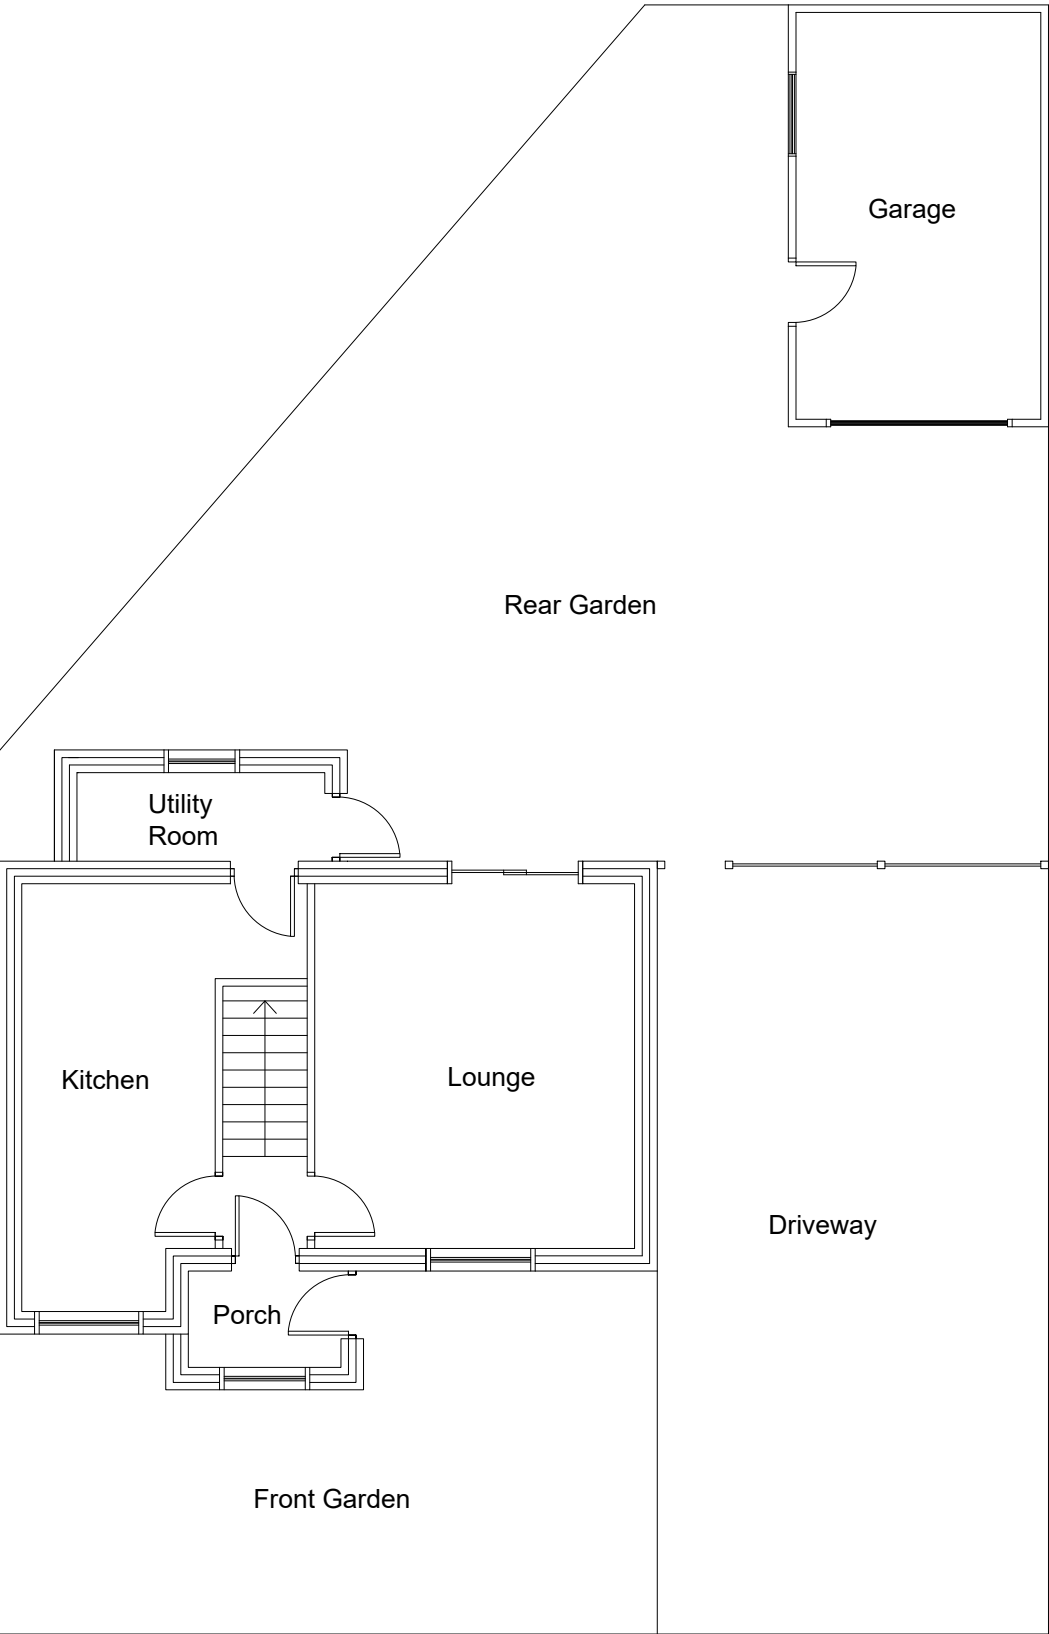 Garage
Rear Garden
Utility
Room
Kitchen
Lounge
Driveway
Porch
Front Garden